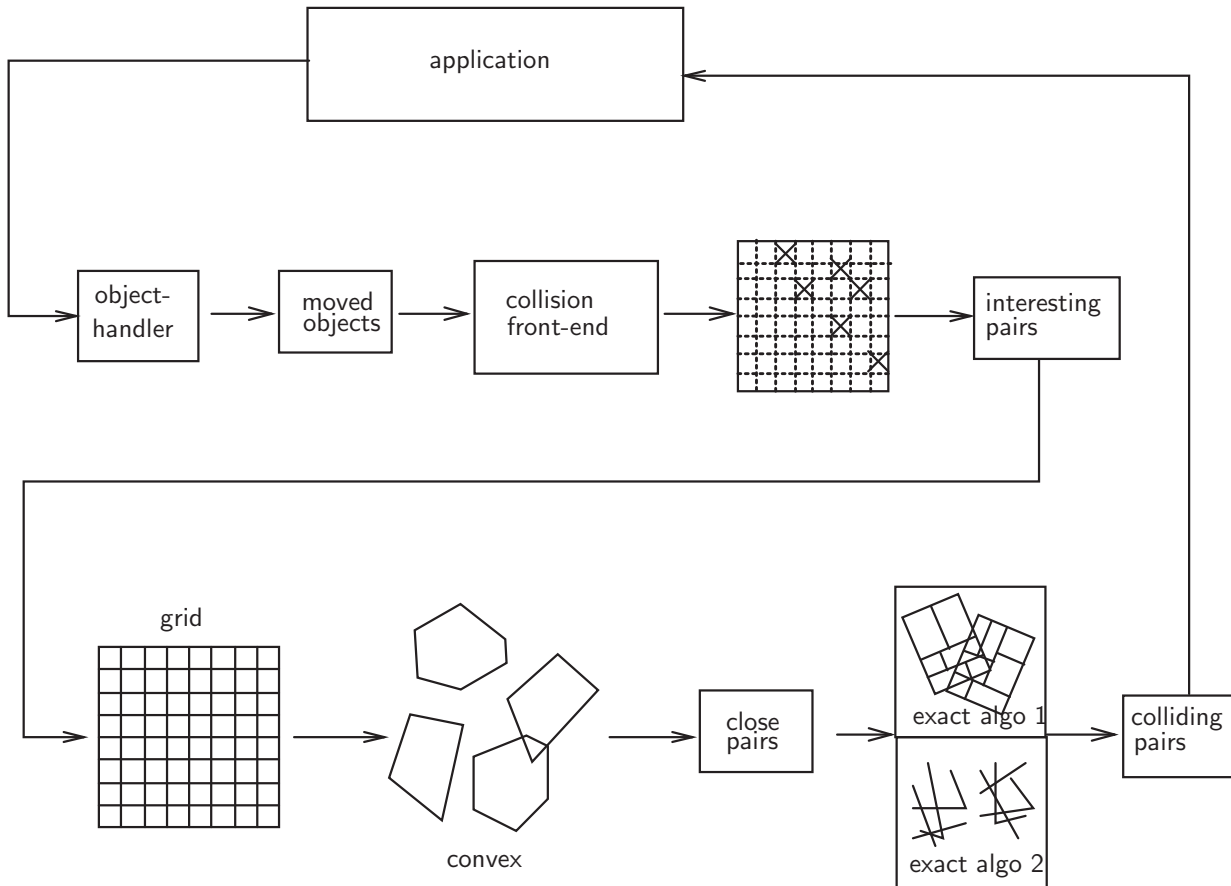 application
object-
handler
moved
objects
collision
front-end
interesting
pairs
grid
convex
close
pairs
exact algo 1
exact algo 2
colliding
pairs